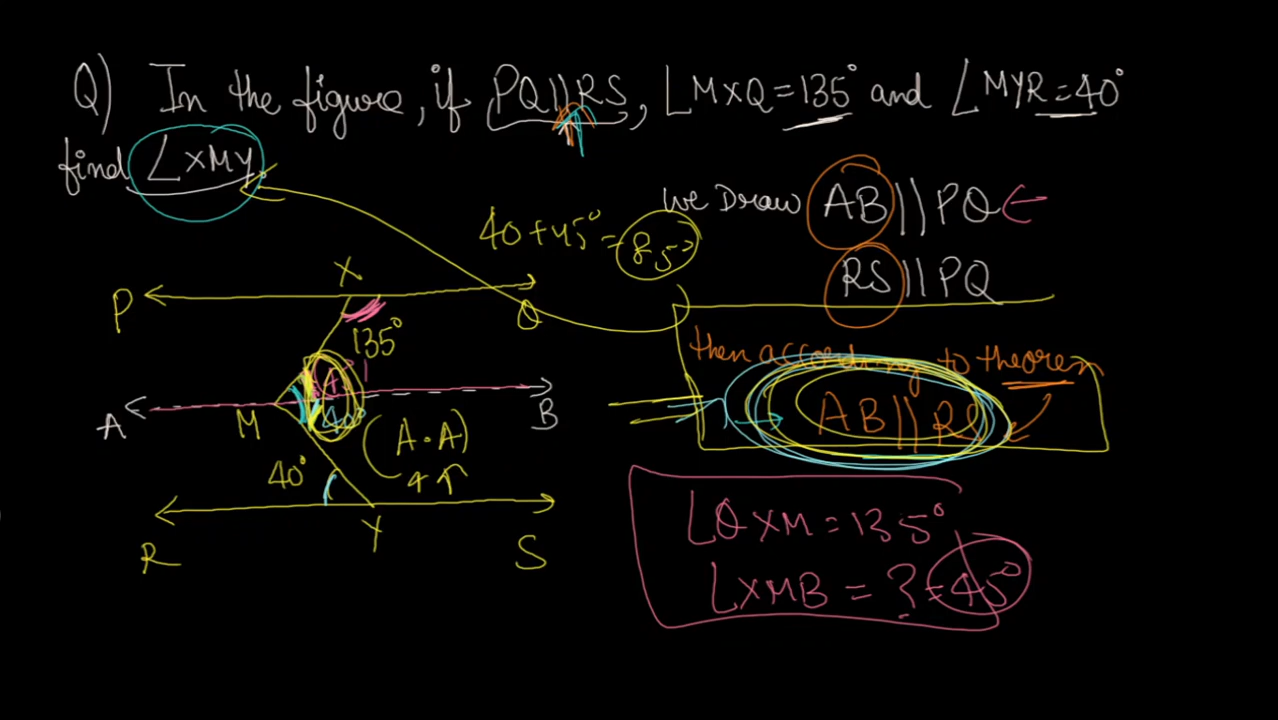 Q) In the figure, if PQ||RS, ∠MXQ=135° and ∠MYR=40°
find ∠XMY.
we Draw AB||PQ
40+45°=85°
RS||PQ
X
P
Q
135°
then according to theorem
A
M
40°
B
AB||RS
(A.A)
40°
∠QXM=135°
R
Y
S
∠XMB=?=45°